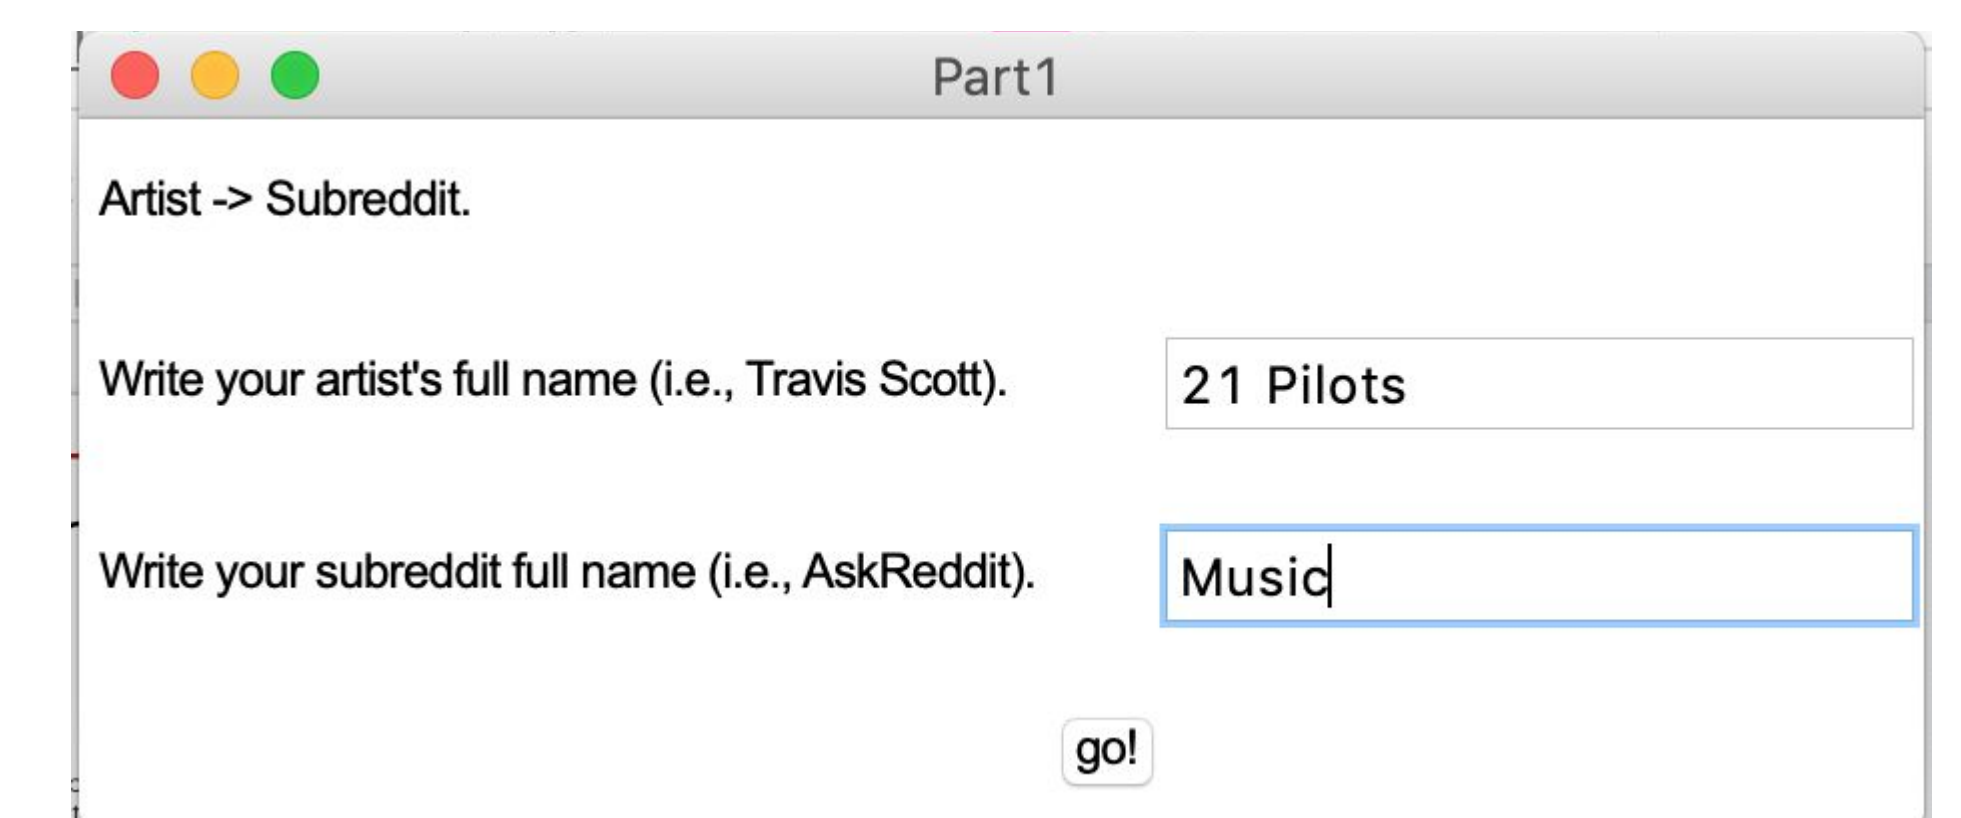 Part1
Artist -> Subreddit.
Write your artist's full name (i.e., Travis Scott). 21 Pilots
Write your subreddit full name (i.e., AskReddit). Music
go!